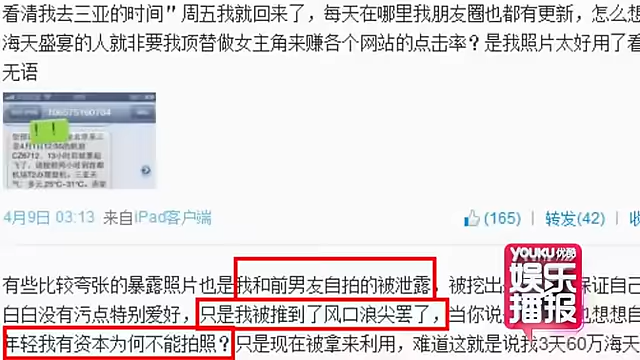 看清我去三亚的时间”周五我就回来了，每天在哪里我朋友圈也都有更新，怎么想
海天盛宴的人就非要我顶替做女主角来赚各个网站的点击率？是我照片太好用了看
无语
4月9日 03:13 来自iPad客户端
(165) | 转发(42) | 收
YOUKU 优酷
娱乐播报
有些比较夸张的暴露照片也是我和前男友自拍的被泄露，被挖出 保证自己
白白没有污点特别爱好，只是我被推到了风口浪尖罢了，当你说 也想想自
年轻我有资本为何不能拍照？只是现在被拿来利用，难道这就是说我3天60万海天